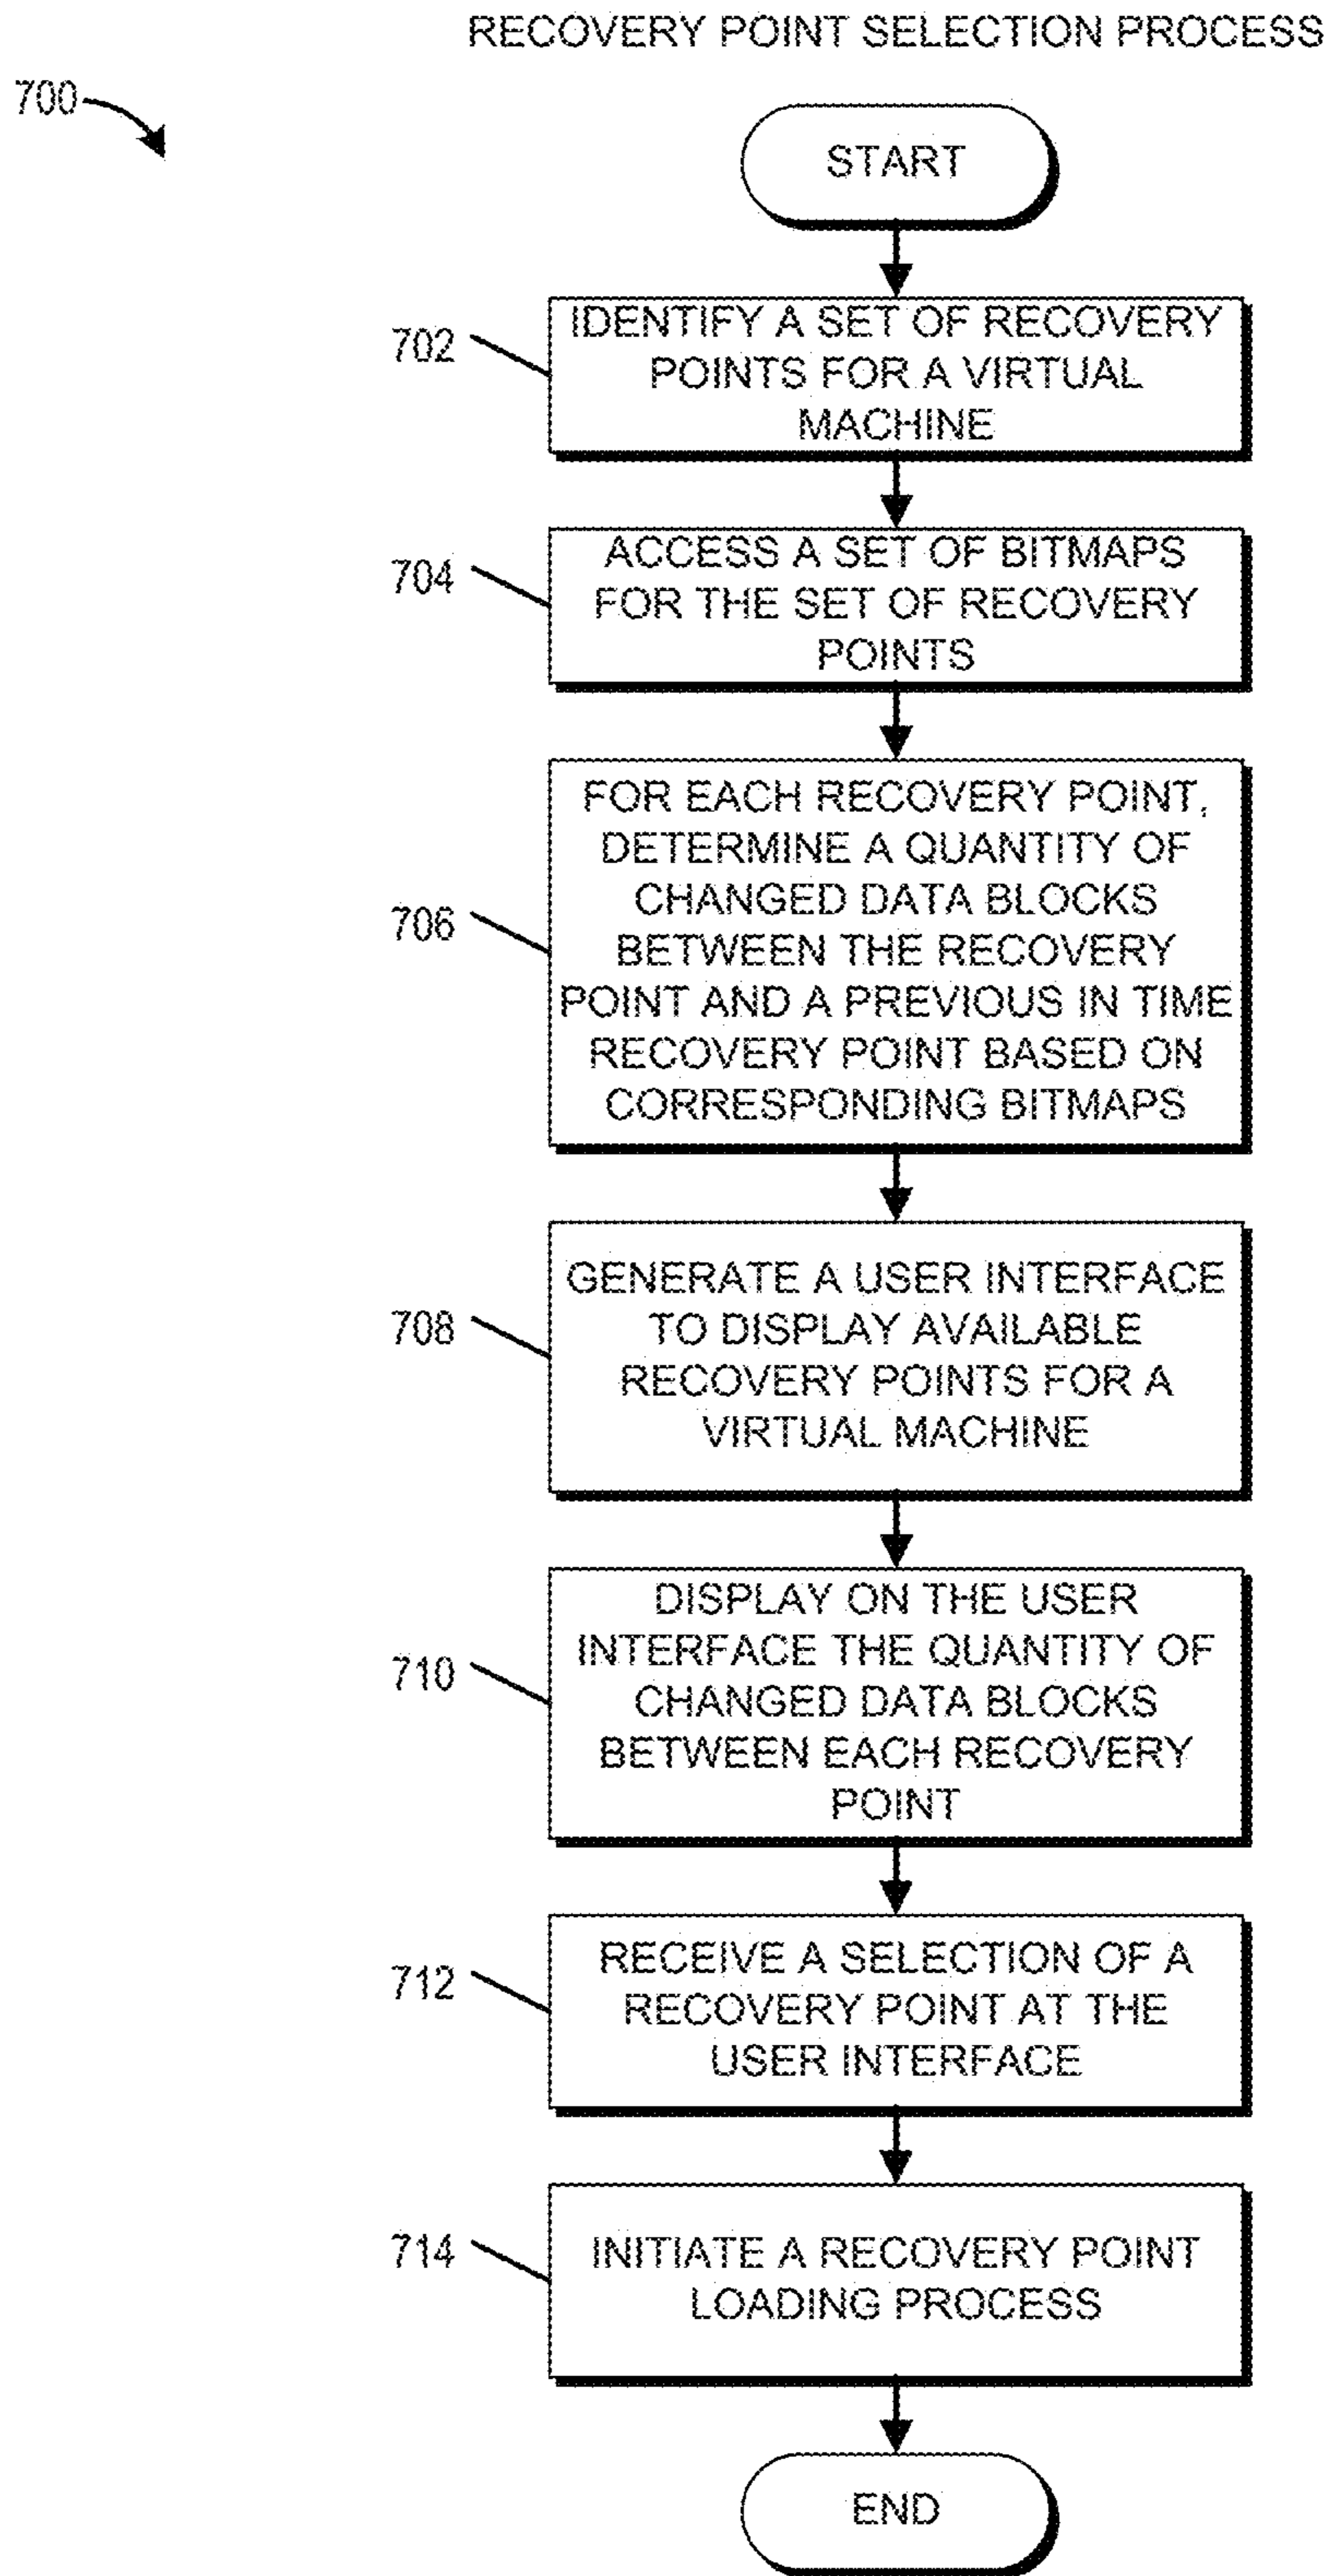 RECOVERY POINT SELECTION PROCESS
700
START
702
IDENTIFY A SET OF RECOVERY
POINTS FOR A VIRTUAL
MACHINE
704
ACCESS A SET OF BITMAPS
FOR THE SET OF RECOVERY
POINTS
706
FOR EACH RECOVERY POINT,
DETERMINE A QUANTITY OF
CHANGED DATA BLOCKS
BETWEEN THE RECOVERY
POINT AND A PREVIOUS IN TIME
RECOVERY POINT BASED ON
CORRESPONDING BITMAPS
708
GENERATE A USER INTERFACE
TO DISPLAY AVAILABLE
RECOVERY POINTS FOR A
VIRTUAL MACHINE
710
DISPLAY ON THE USER
INTERFACE THE QUANTITY OF
CHANGED DATA BLOCKS
BETWEEN EACH RECOVERY
POINT
712
RECEIVE A SELECTION OF A
RECOVERY POINT AT THE
USER INTERFACE
714
INITIATE A RECOVERY POINT
LOADING PROCESS
END